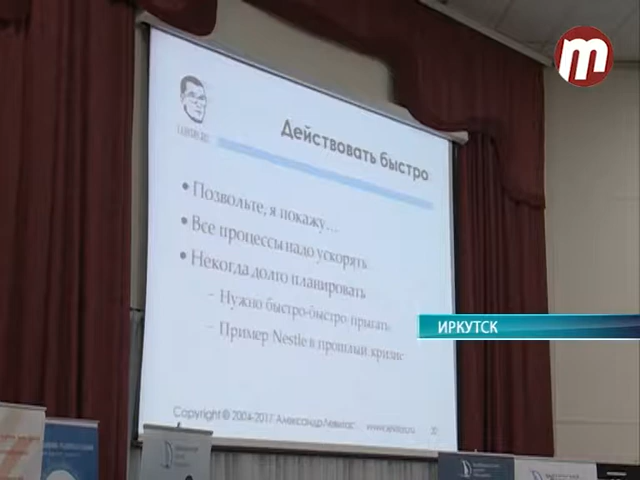 m
Действовать быстро
• Позвольте, я покажу…
• Все процессы надо ускорять
• Некогда долго планировать
– Нужно быстро-быстро прыгать
– Пример Nestle в прошлый кризис
ИРКУТСК
Copyright © 2004-2017 Александр Левитас